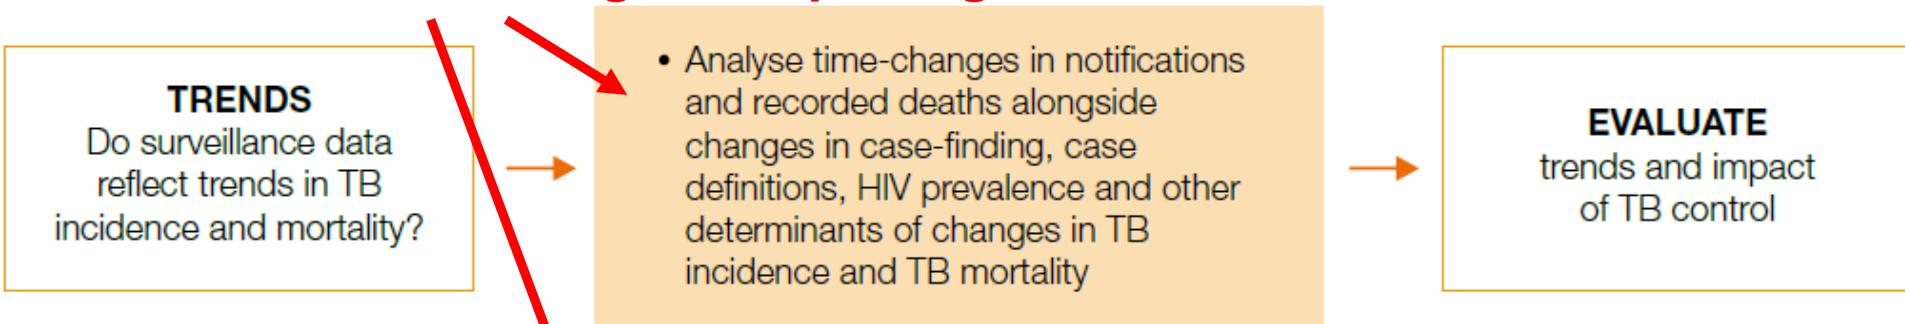 TRENDS
Do surveillance data
reflect trends in TB
incidence and mortality?
• Analyse time-changes in notifications
and recorded deaths alongside
changes in case-finding, case
definitions, HIV prevalence and other
determinants of changes in TB
incidence and TB mortality
EVALUATE
trends and impact
of TB control